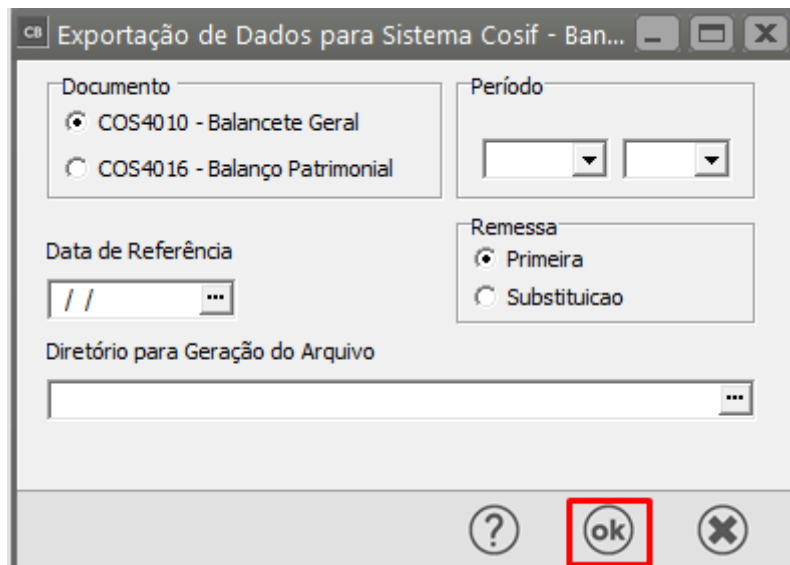 CB Exportação de Dados para Sistema Cosif - Ban...
Documento
COS4010 - Balancete Geral
COS4016 - Balanço Patrimonial
Período
Data de Referência
/ /
...
Remessa
Primeira
Substituicao
Diretório para Geração do Arquivo
...
? ok